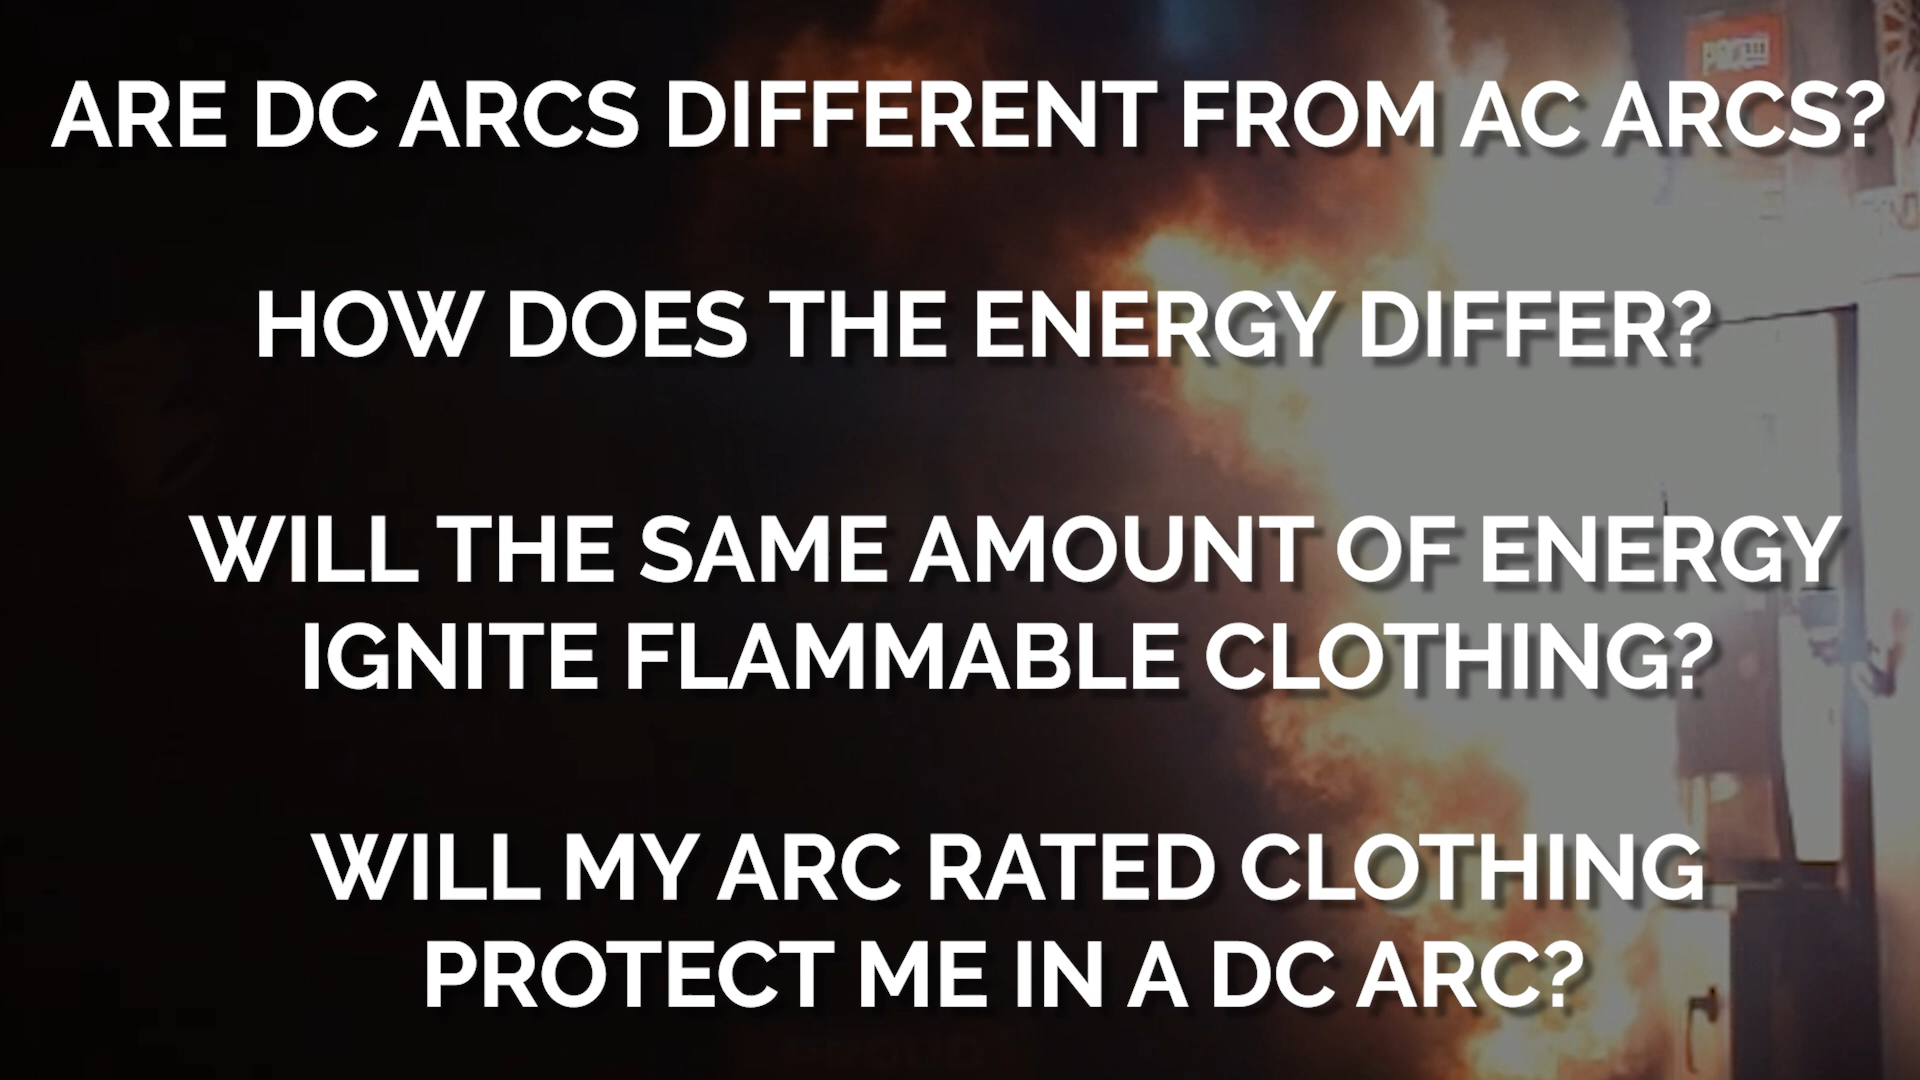 ARE DC ARCS DIFFERENT FROM AC ARCS?
HOW DOES THE ENERGY DIFFER?
WILL THE SAME AMOUNT OF ENERGY
IGNITE FLAMMABLE CLOTHING?
WILL MY ARC RATED CLOTHING
PROTECT ME IN A DC ARC?